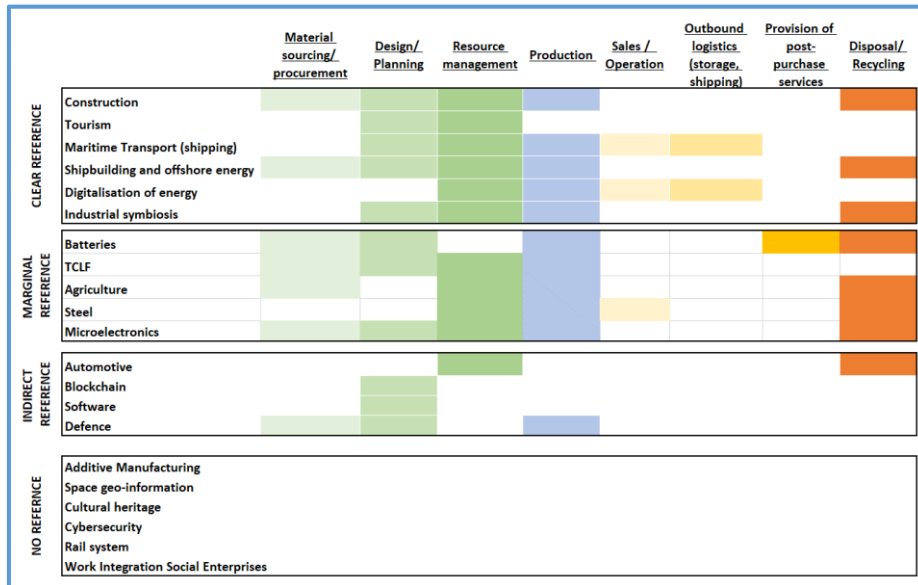 Material sourcing/ procurement
Design/ Planning
Resource management
Production
Sales / Operation
Outbound logistics (storage, shipping)
Provision of post-purchase services
Disposal/ Recycling
CLEAR REFERENCE
Construction
Tourism
Maritime Transport (shipping)
Shipbuilding and offshore energy
Digitalisation of energy
Industrial symbiosis
MARGINAL REFERENCE
Batteries
TCLF
Agriculture
Steel
Microelectronics
INDIRECT REFERENCE
Automotive
Blockchain
Software
Defence
NO REFERNCE
Additive Manufacturing
Space geo-information
Cultural heritage
Cybersecurity
Rail system
Work Integration Social Enterprises